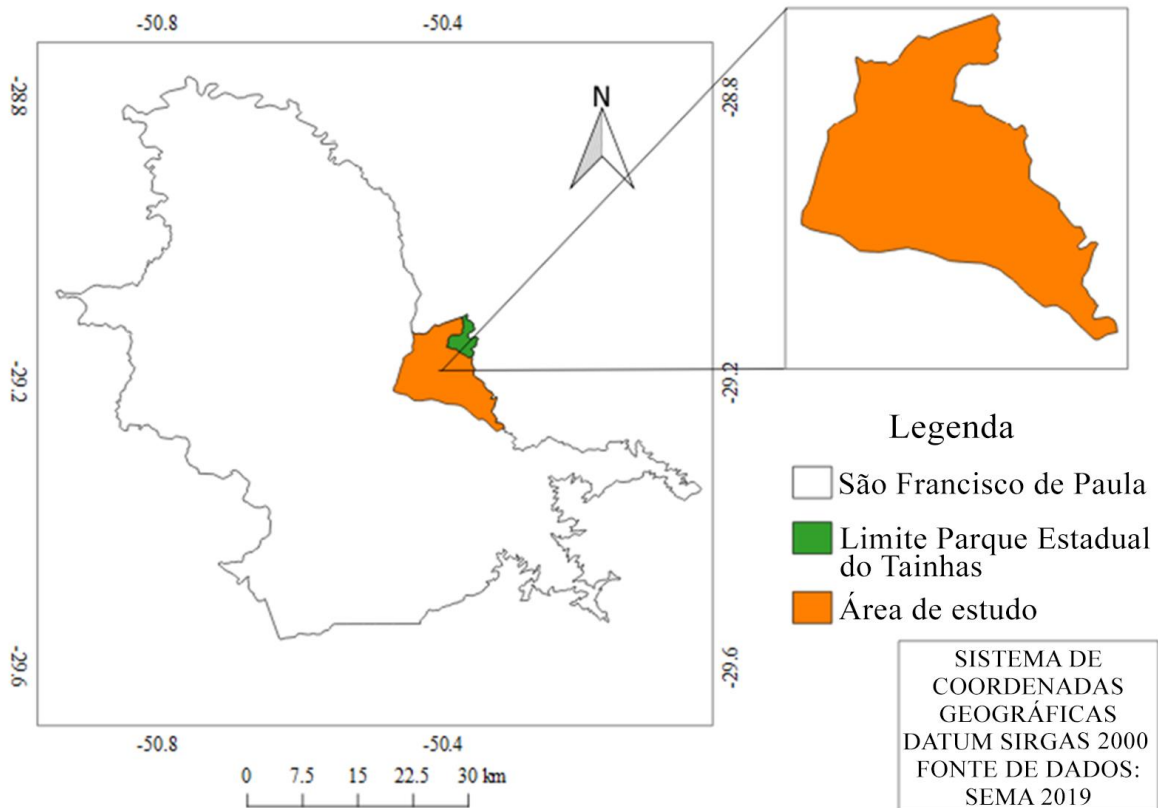 -50.8 -50.4
-28.8
-28.8
N
-29.2
-29.2
Legenda
São Francisco de Paula
Limite Parque Estadual
do Tainhas
Área de estudo
-29.6
-29.6
SISTEMA DE
COORDENADAS
GEOGRÁFICAS
DATUM SIRGAS 2000
FONTE DE DADOS:
SEMA 2019
-50.8 -50.4
0 7.5 15 22.5 30 km